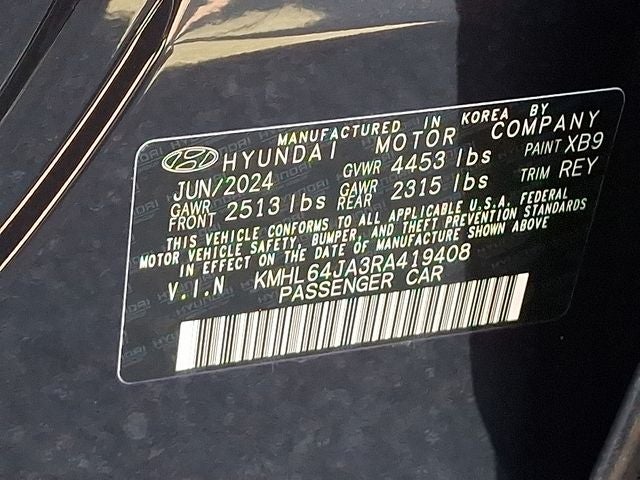 MANUFACTURED IN KOREA BY
HYUNDAI MOTOR COMPANY
JUN/2024 GVWR 4453 lbs PAINT XB9
GAWR FRONT 2513 lbs GAWR REAR 2315 lbs TRIM REY
THIS VEHICLE CONFORMS TO ALL APPLICABLE U.S.A. FEDERAL
MOTOR VEHICLE SAFETY, BUMPER, AND THEFT PREVENTION STANDARDS
IN EFFECT ON THE DATE OF MANUFACTURE SHOWN ABOVE
V.I.N KMHL64JA3RA419408
PASSENGER CAR